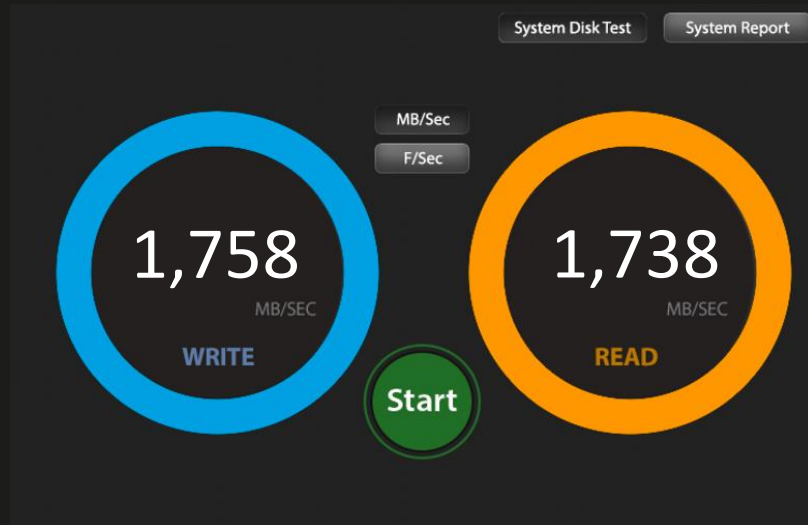 System Disk Test
System Report
MB/Sec
F/Sec
1,758
MB/SEC
WRITE
1,738
MB/SEC
READ
Start